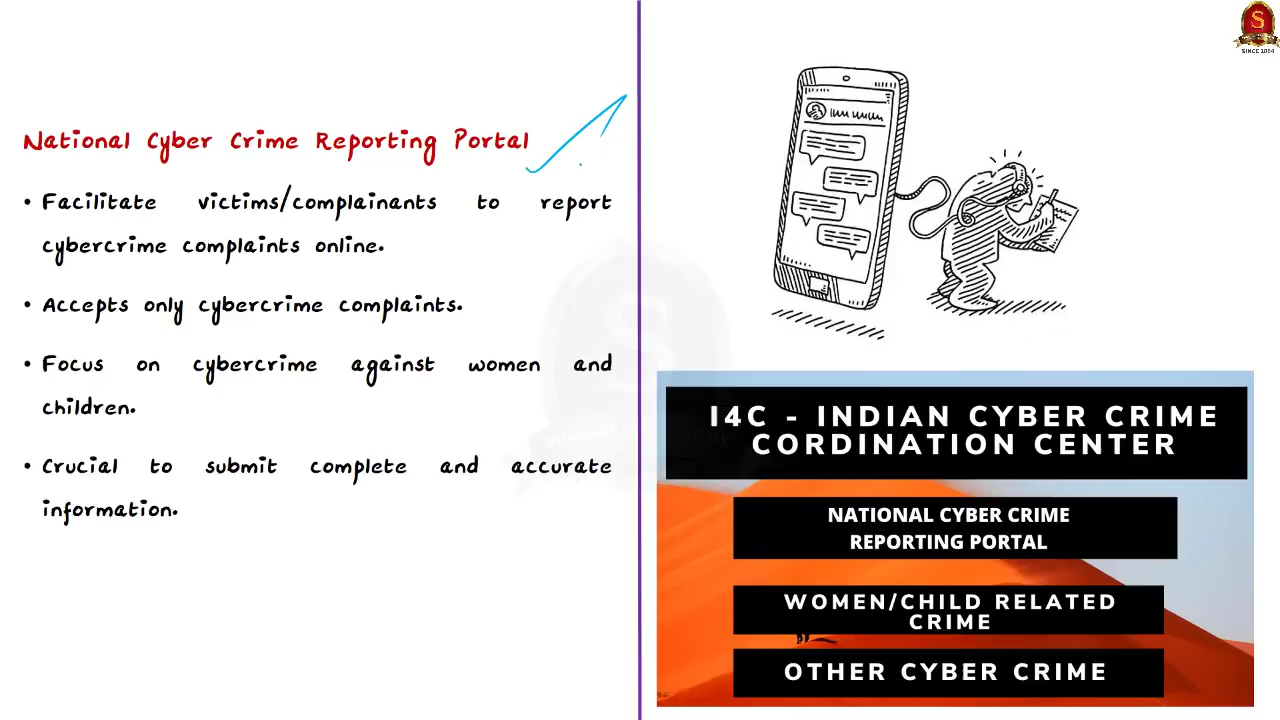 National Cyber Crime Reporting Portal
• Facilitate victims/complainants to report
cybercrime complaints online.
• Accepts only cybercrime complaints.
• Focus on cybercrime against women and
children.
• Crucial to submit complete and accurate
information.
S
SINCE 2004
I4C - INDIAN CYBER CRIME
CORDINATION CENTER
NATIONAL CYBER CRIME
REPORTING PORTAL
WOMEN/CHILD RELATED
CRIME
OTHER CYBER CRIME